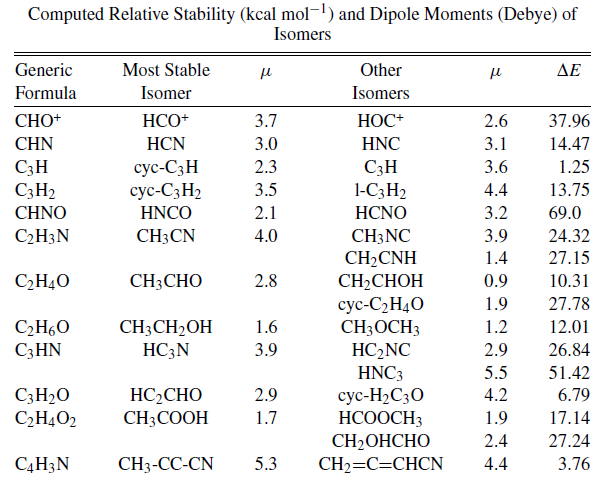 Computed Relative Stability (kcal mol⁻¹) and Dipole Moments (Debye) of
Isomers
Generic Most Stable μ Other μ ΔE
Formula Isomer Isomers
CHO⁺ HCO⁺ 3.7 HOC⁺ 2.6 37.96
CHN HCN 3.0 HNC 3.1 14.47
C₃H cyc-C₃H 2.3 C₃H 3.6 1.25
C₃H₂ cyc-C₃H₂ 3.5 l-C₃H₂ 4.4 13.75
CHNO HNCO 2.1 HCNO 3.2 69.0
C₂H₃N CH₃CN 4.0 CH₃NC 3.9 24.32
CH₂CNH 1.4 27.15
C₂H₄O CH₃CHO 2.8 CH₂CHOH 0.9 10.31
cyc-C₂H₄O 1.9 27.78
C₂H₆O CH₃CH₂OH 1.6 CH₃OCH₃ 1.2 12.01
C₃HN HC₃N 3.9 HC₂NC 2.9 26.84
HNC₃ 5.5 51.42
C₃H₂O HC₂CHO 2.9 cyc-H₂C₃O 4.2 6.79
C₂H₄O₂ CH₃COOH 1.7 HCOOCH₃ 1.9 17.14
CH₂OHCHO 2.4 27.24
C₄H₃N CH₃-CC-CN 5.3 CH₂=C=CHCN 4.4 3.76